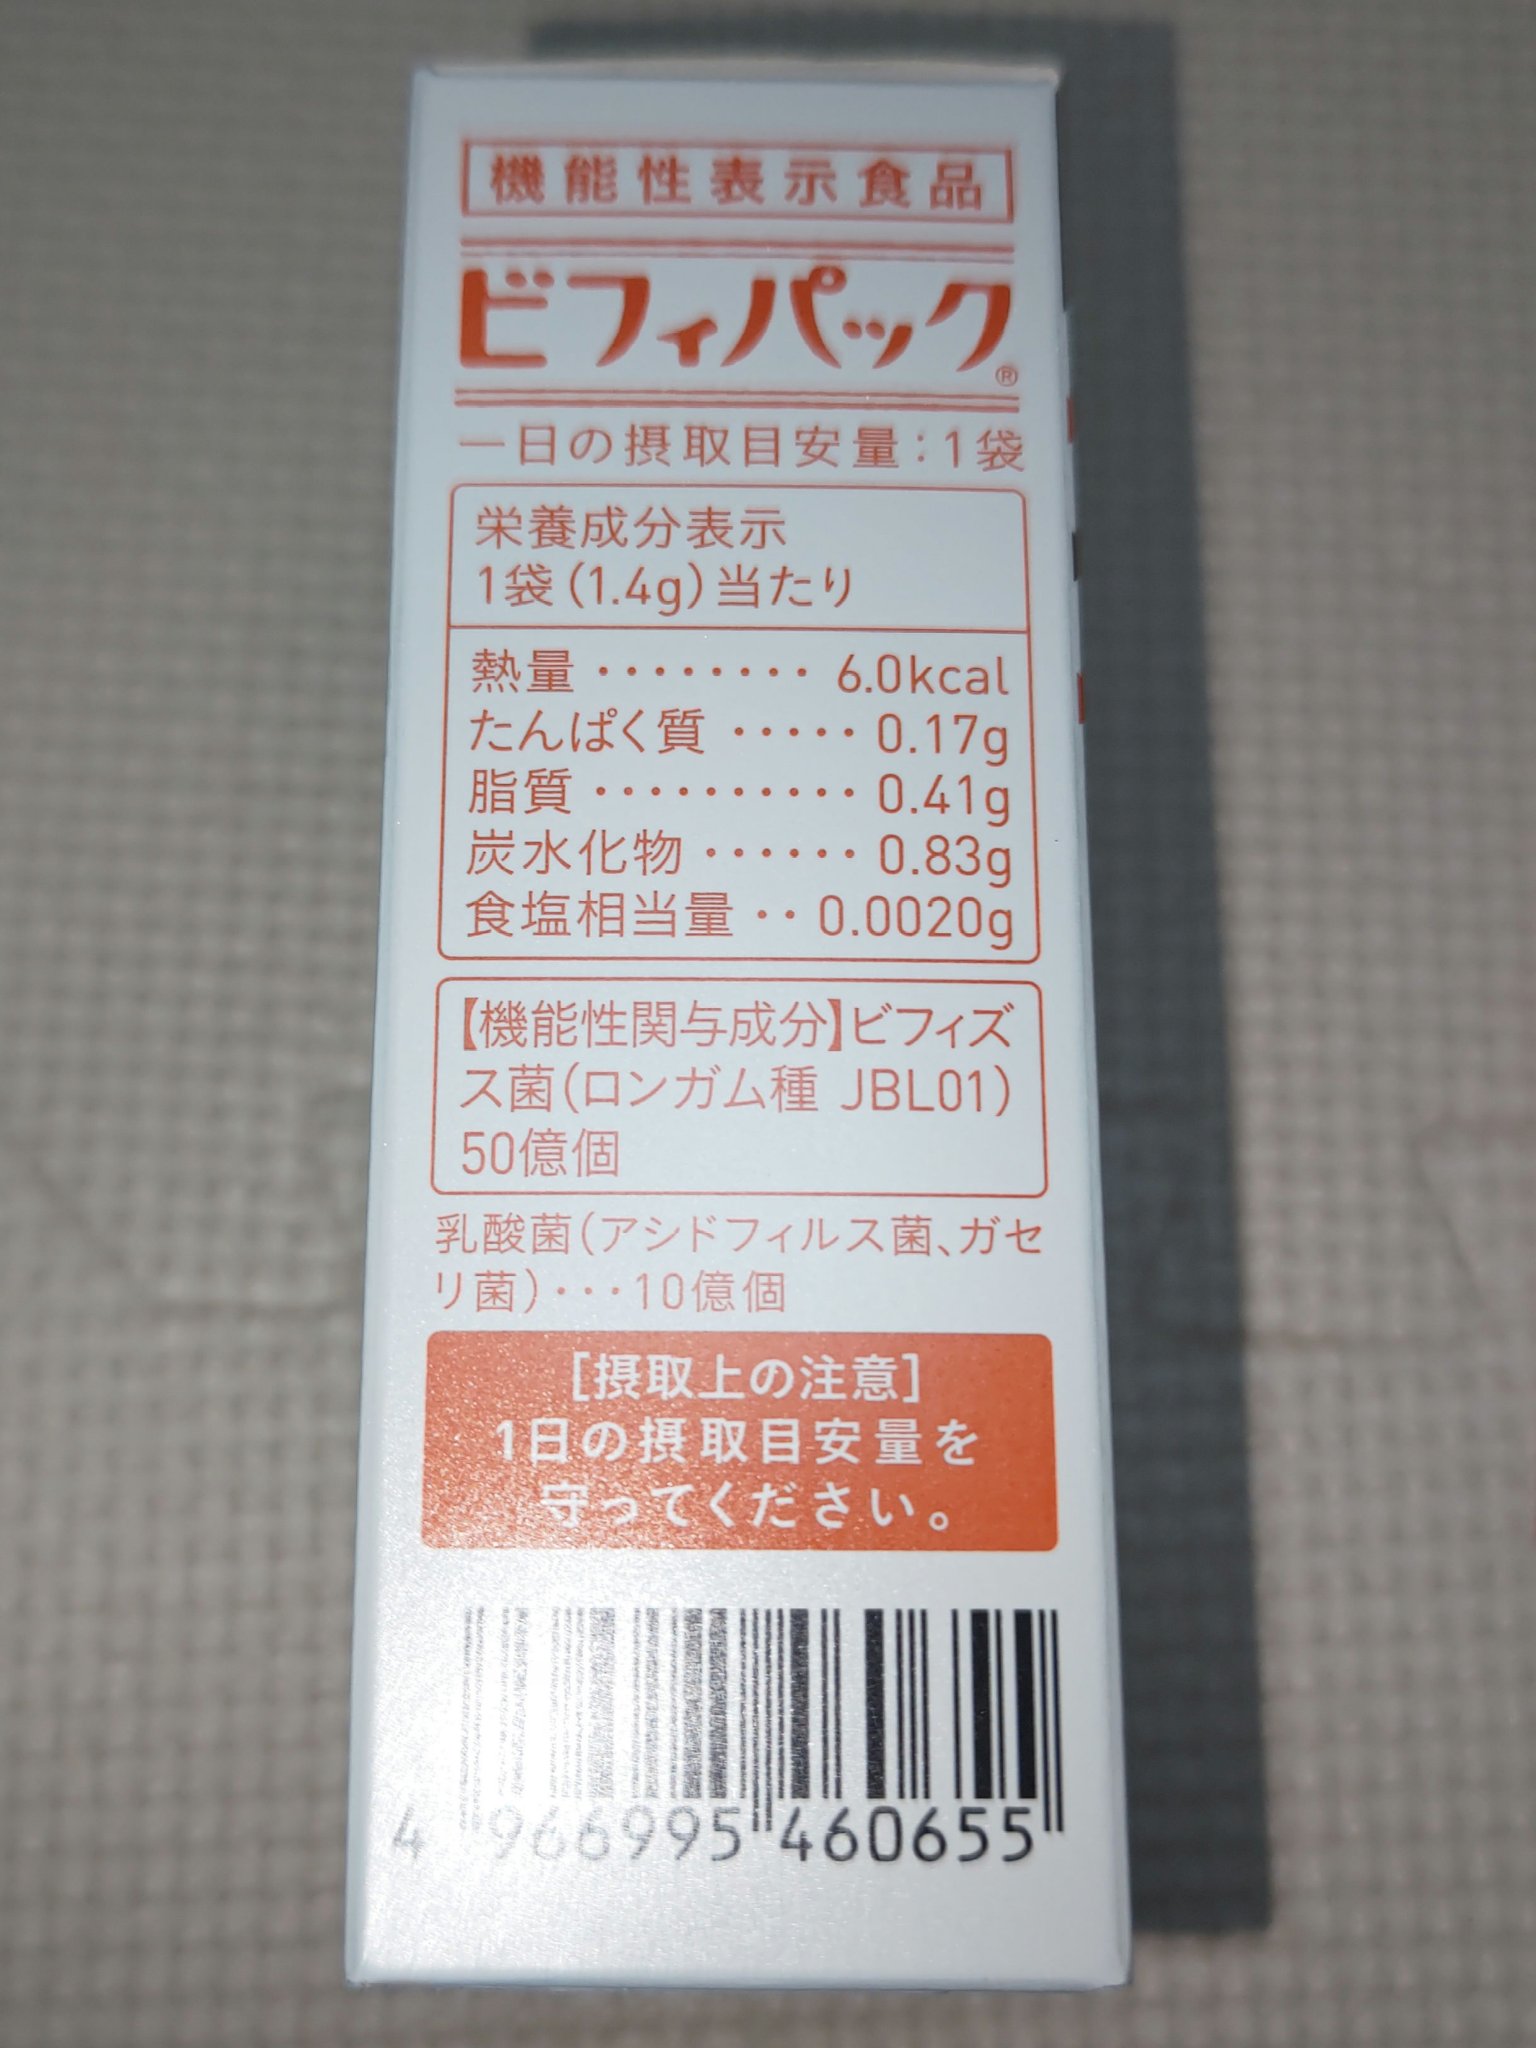 機能性表示食品
ビフィパック®
一日の摂取目安量：1袋
栄養成分表示
1袋（1.4g）当たり
熱量 ········ 6.0kcal
たんぱく質 ····· 0.17g
脂質 ·········· 0.41g
炭水化物 ······ 0.83g
食塩相当量 ·· 0.0020g
【機能性関与成分】ビフィズ
ス菌（ロンガム種 JBL01）
50億個
乳酸菌（アシドフィルス菌、ガセ
リ菌）···10億個
［摂取上の注意］
1日の摂取目安量を
守ってください。
4 966995 460655